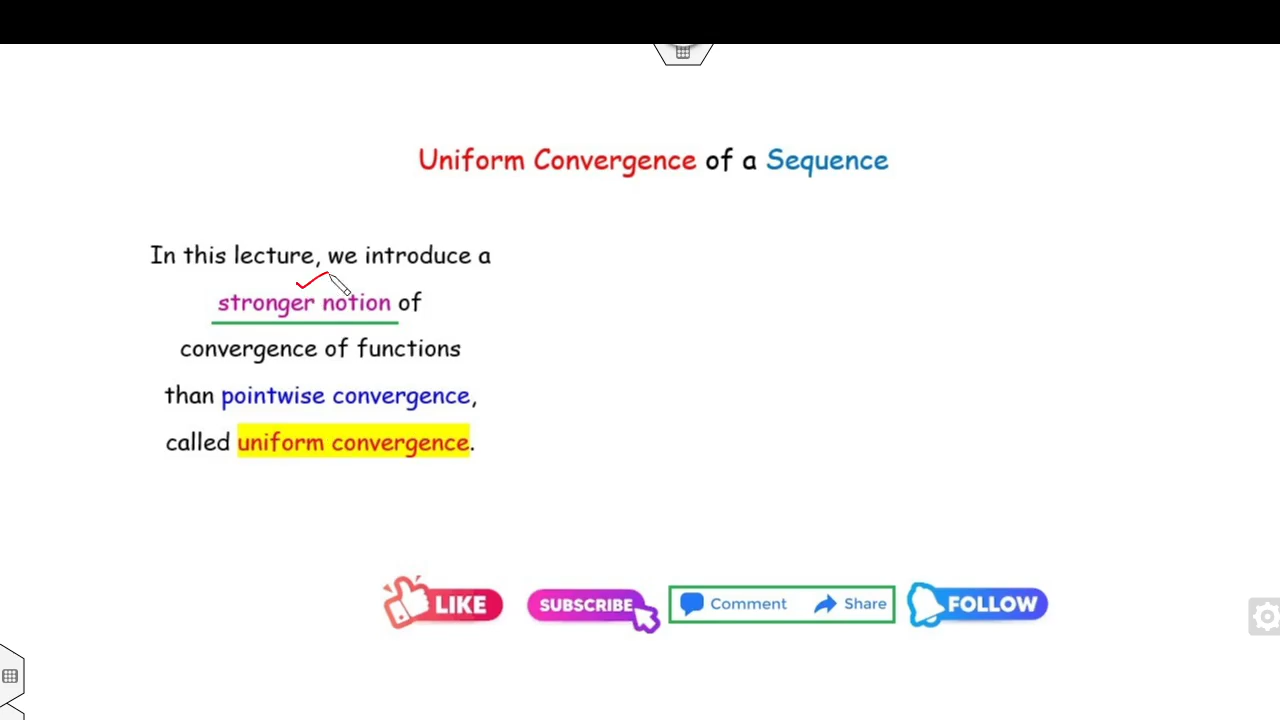 Uniform Convergence of a Sequence
In this lecture, we introduce a
stronger notion of
convergence of functions
than pointwise convergence,
called uniform convergence.
LIKE
SUBSCRIBE
Comment
Share
FOLLOW